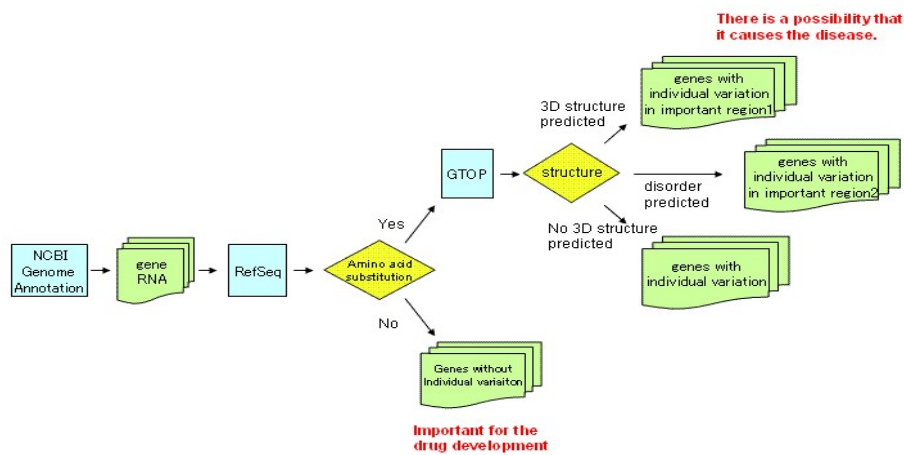 There is a possibility that
it causes the disease.
genes with
individual variation
in important region1
3D structure
predicted
GTOP
structure
disorder
predicted
genes with
individual variation
in important region2
Yes
No 3D structure
predicted
NCBI
Genome
Annotation
gene
RNA
RefSeq
Amino acid
substitution
genes with
individual variation
No
Genes without
Individual variaiton
Important for the
drug development